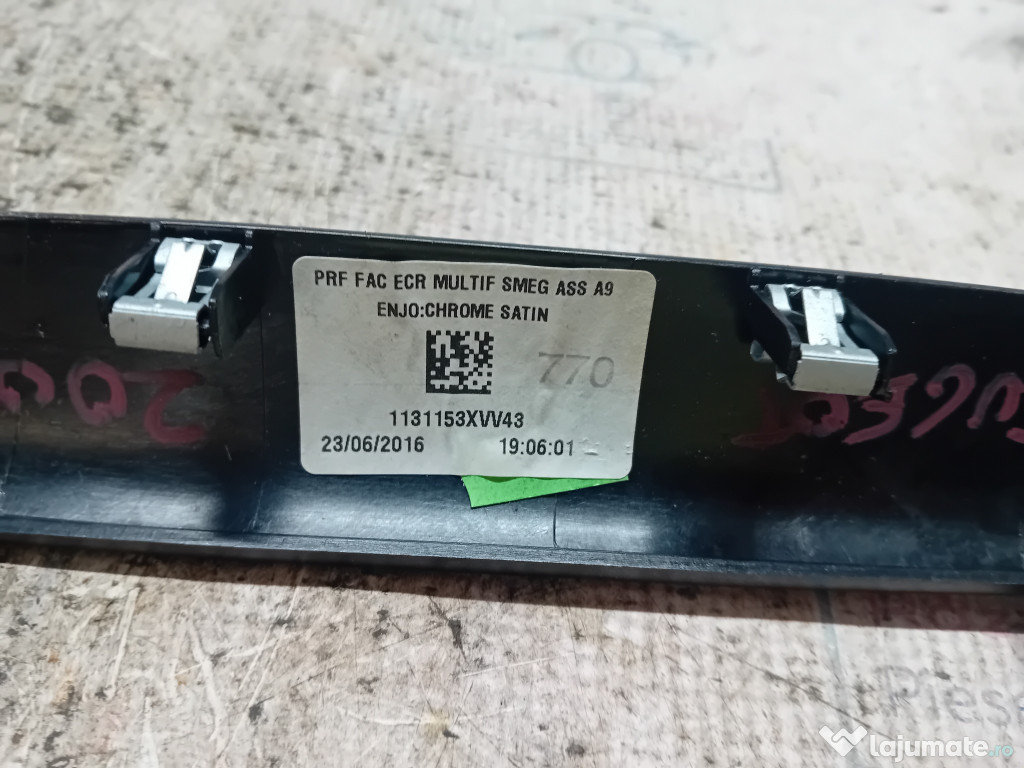 PRF FAC ECR MULTIF SMEG ASS A9
ENJO:CHROME SATIN
770
1131153XVV43
23/06/2016 19:06:01
Piese
lajumate.ro